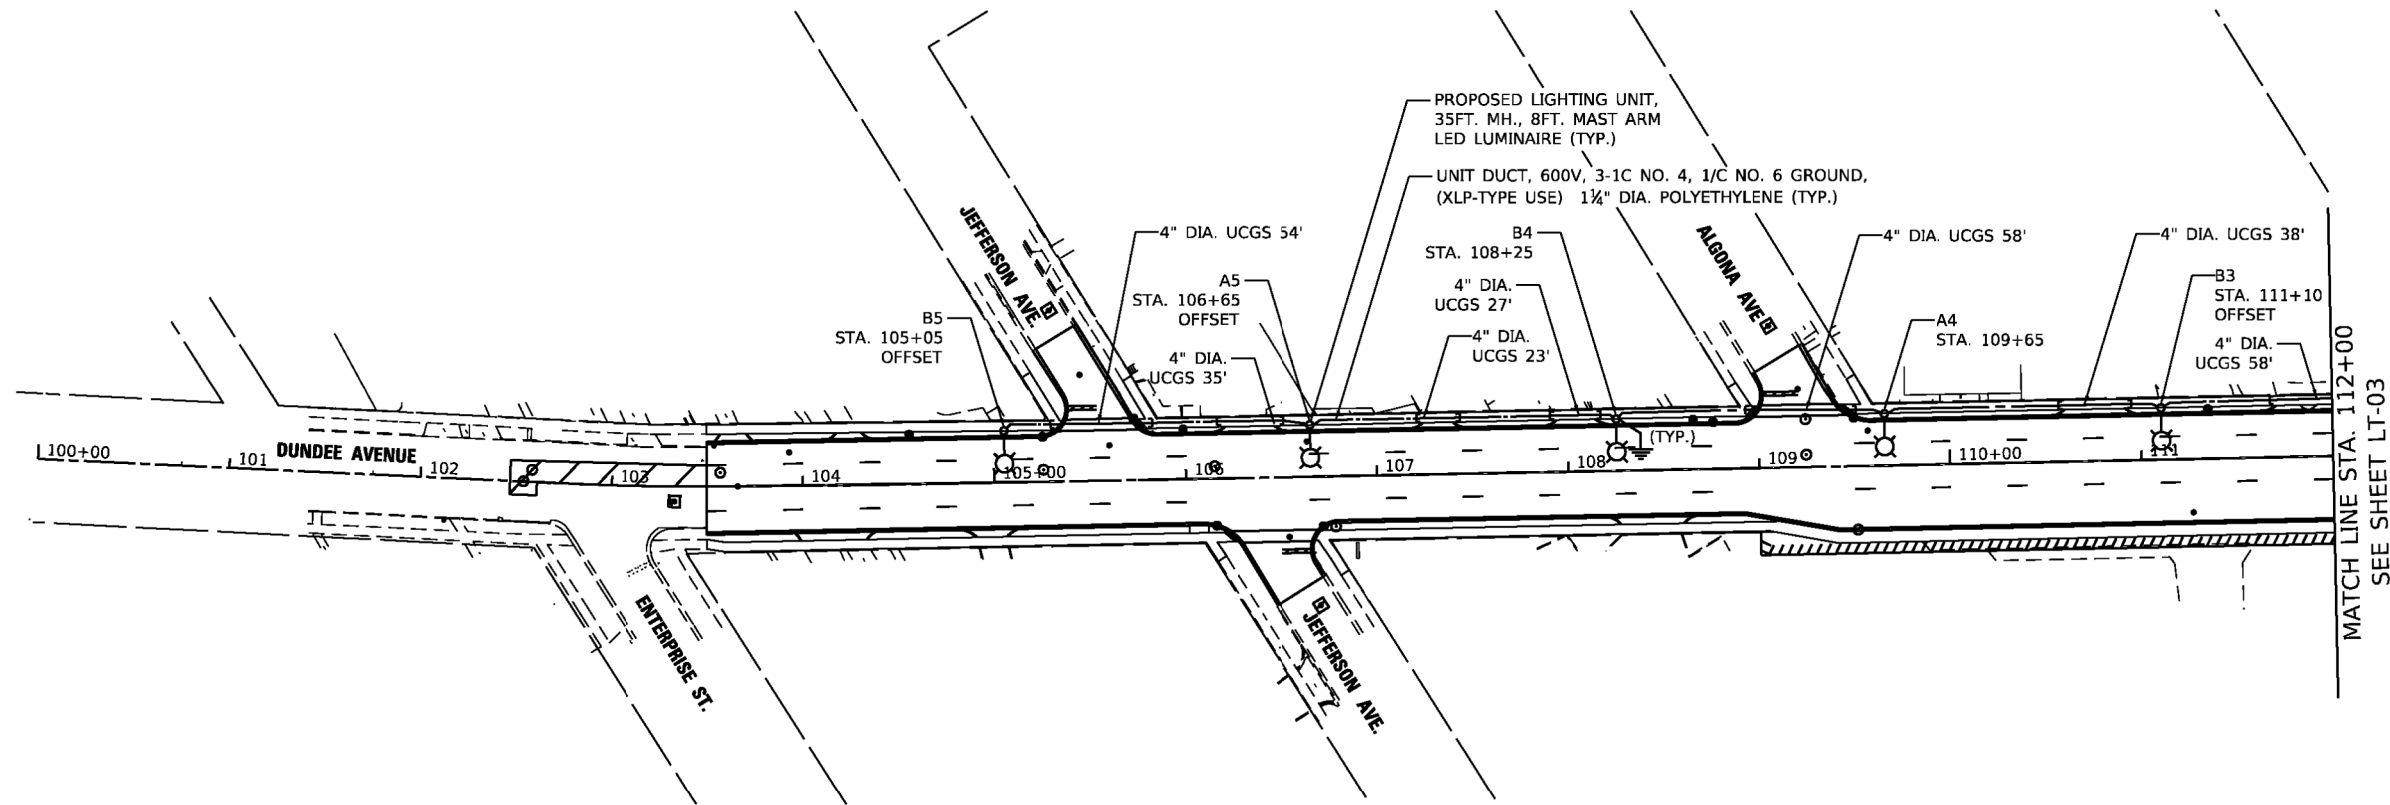 PROPOSED LIGHTING UNIT,
35FT. MH., 8FT. MAST ARM
LED LUMINAIRE (TYP.)
UNIT DUCT, 600V, 3-1C NO. 4, 1/C NO. 6 GROUND,
(XLP-TYPE USE) 1¼" DIA. POLYETHYLENE (TYP.)
JEFFERSON AVE
4" DIA. UCGS 54'
B4
STA. 108+25
ALGONA AVE
4" DIA. UCGS 58'
4" DIA. UCGS 38'
A5
STA. 106+65
OFFSET
4" DIA.
UCGS 27'
B3
STA. 111+10
OFFSET
B5
STA. 105+05
OFFSET
4" DIA.
UCGS 35'
4" DIA.
UCGS 23'
A4
STA. 109+65
4" DIA.
UCGS 58'
(TYP.)
DUNDEE AVENUE
100+00
101
102
103
104
105+00
106
107
108
109
110+00
111
ENTERPRISE ST.
JEFFERSON AVE.
MATCH LINE STA. 112+00
SEE SHEET LT-03